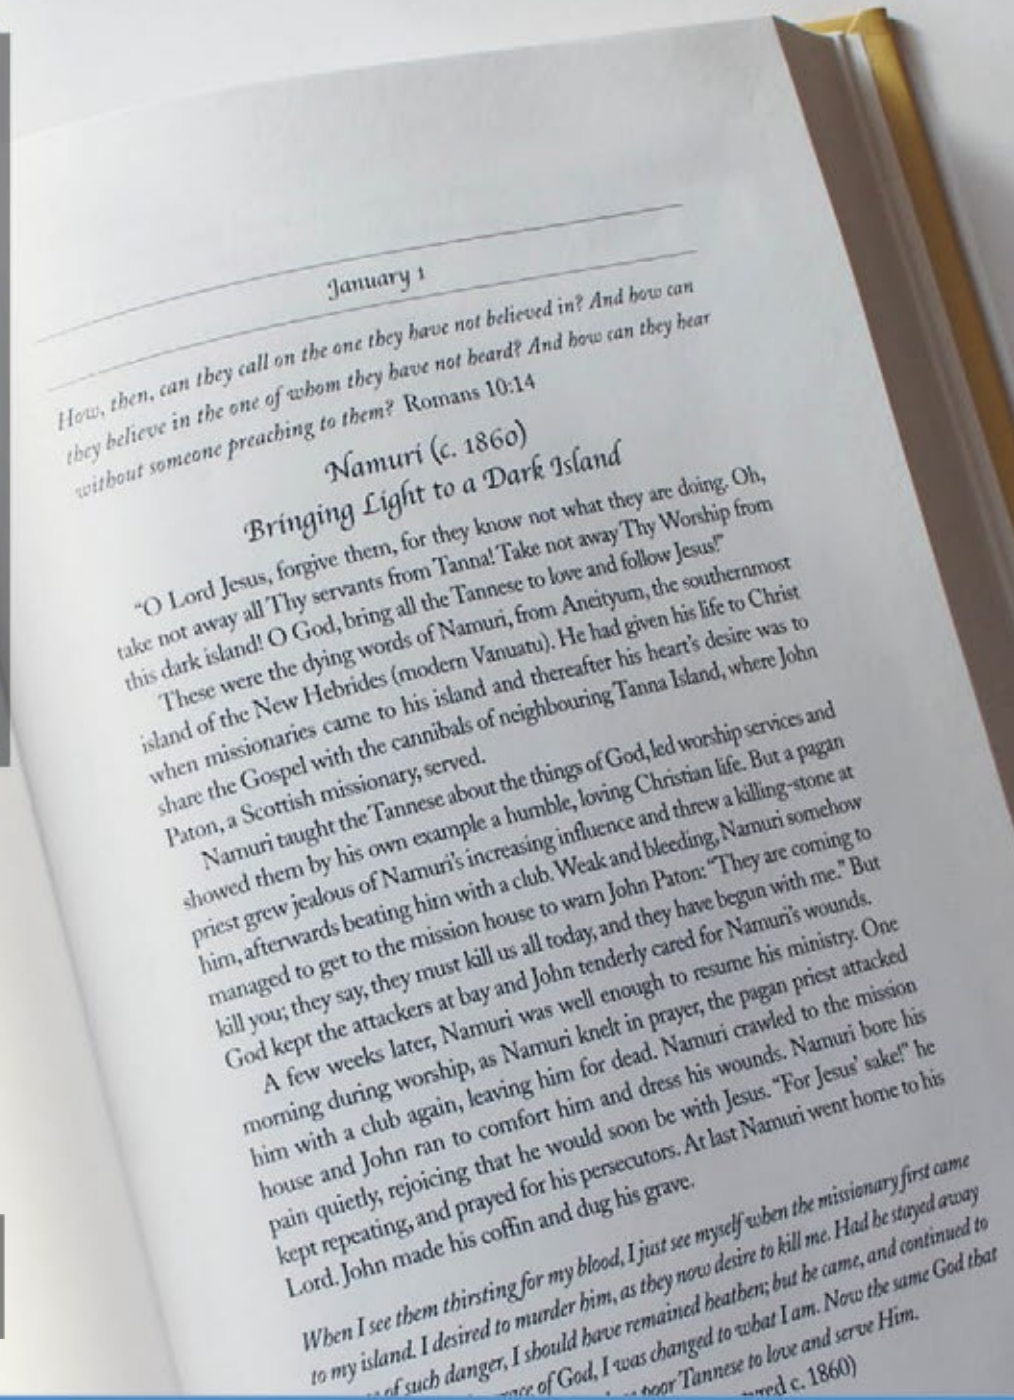 January 1
How, then, can they call on the one they have not believed in? And how can
they believe in the one of whom they have not heard? And how can they hear
without someone preaching to them? Romans 10:14
Namuri (c. 1860)
Bringing Light to a Dark Island
“O Lord Jesus, forgive them, for they know not what they are doing. Oh,
take not away all Thy servants from Tanna! Take not away Thy Worship from
this dark island! O God, bring all the Tannese to love and follow Jesus!”
These were the dying words of Namuri, from Aneityum, the southernmost
island of the New Hebrides (modern Vanuatu). He had given his life to Christ
when missionaries came to his island and thereafter his heart's desire was to
share the Gospel with the cannibals of neighbouring Tanna Island, where John
Paton, a Scottish missionary, served.
Namuri taught the Tannese about the things of God, led worship services and
showed them by his own example a humble, loving Christian life. But a pagan
priest grew jealous of Namuri's increasing influence and threw a killing-stone at
him, afterwards beating him with a club. Weak and bleeding, Namuri somehow
managed to get to the mission house to warn John Paton: “They are coming to
kill you; they say, they must kill us all today, and they have begun with me.” But
God kept the attackers at bay and John tenderly cared for Namuri's wounds.
A few weeks later, Namuri was well enough to resume his ministry. One
morning during worship, as Namuri knelt in prayer, the pagan priest attacked
him with a club again, leaving him for dead. Namuri crawled to the mission
house and John ran to comfort him and dress his wounds. Namuri bore his
pain quietly, rejoicing that he would soon be with Jesus. “For Jesus' sake!” he
kept repeating, and prayed for his persecutors. At last Namuri went home to his
Lord. John made his coffin and dug his grave.
When I see them thirsting for my blood, I just see myself when the missionary first came
to my island. I desired to murder him, as they now desire to kill me. Had he stayed away
of such danger, I should have remained heathen; but he came, and continued to
of God, I was changed to what I am. Now the same God that
poor Tannese to love and serve Him.
c. 1860)